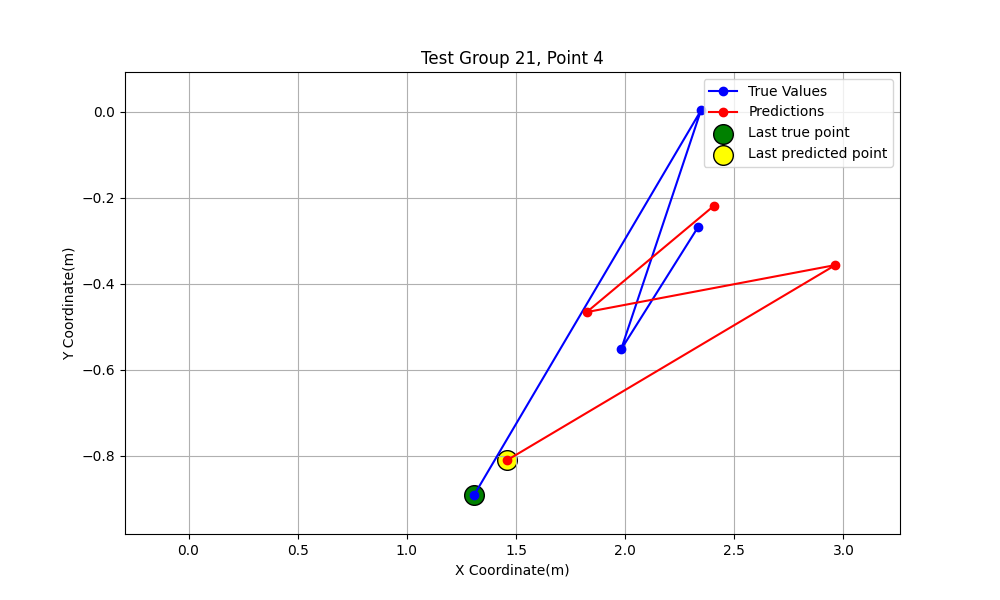 Test Group 21, Point 4
True Values
Predictions
Last true point
Last predicted point
0.0
−0.2
−0.4
−0.6
−0.8
Y Coordinate(m)
0.0 0.5 1.0 1.5 2.0 2.5 3.0
X Coordinate(m)